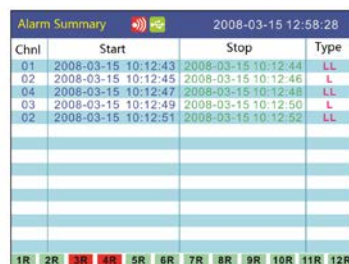 Alarm Summary 2008-03-15 12:58:28
Chnl Start Stop Type
01 2008-03-15 10:12:43 2008-03-15 10:12:44 LL
02 2008-03-15 10:12:45 2008-03-15 10:12:46 L
04 2008-03-15 10:12:47 2008-03-15 10:12:48 LL
03 2008-03-15 10:12:49 2008-03-15 10:12:50 L
02 2008-03-15 10:12:51 2008-03-15 10:12:52 LL
1R 2R 3R 4R 5R 6R 7R 8R 9R 10R 11R 12R